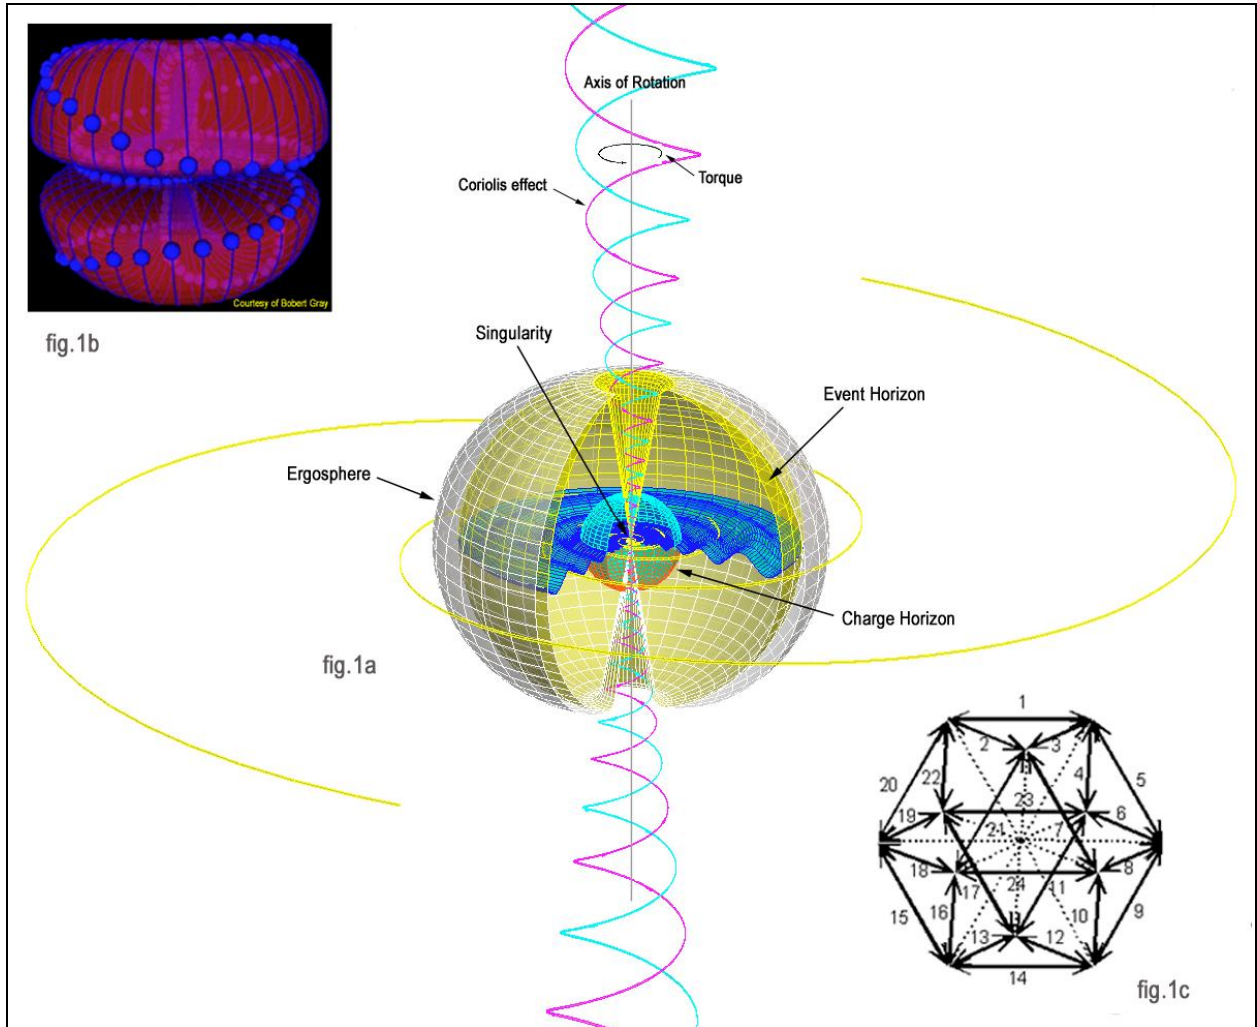 Courtesy of Bobert Gray
fig.1b
Axis of Rotation
Torque
Coriolis effect
Singularity
Event Horizon
Ergosphere
Charge Horizon
fig.1a
1
2
3
20
22
4
5
23
19
6
21
7
18
8
17
24
11
15
16
10
9
13
12
14
fig.1c